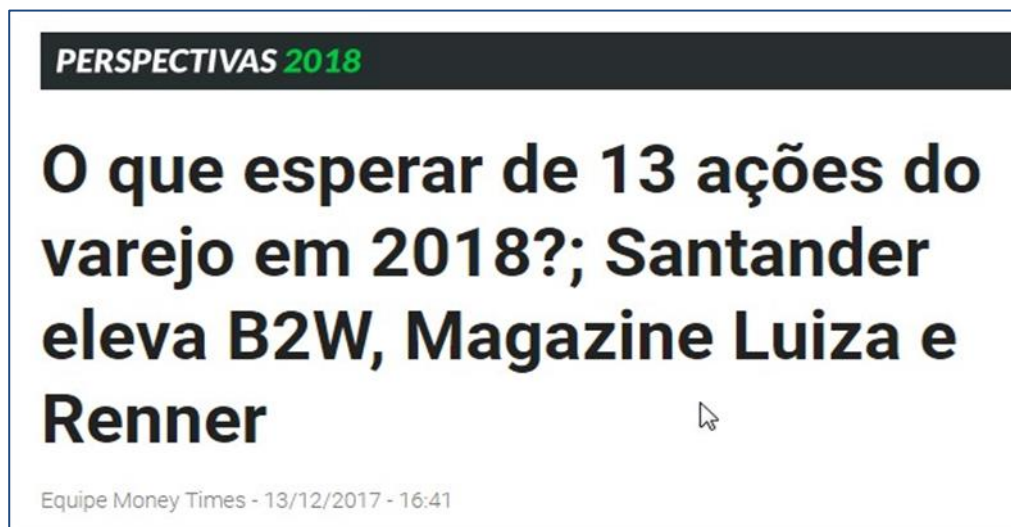 PERSPECTIVAS 2018
O que esperar de 13 ações do
varejo em 2018?; Santander
eleva B2W, Magazine Luiza e
Renner
Equipe Money Times - 13/12/2017 - 16:41